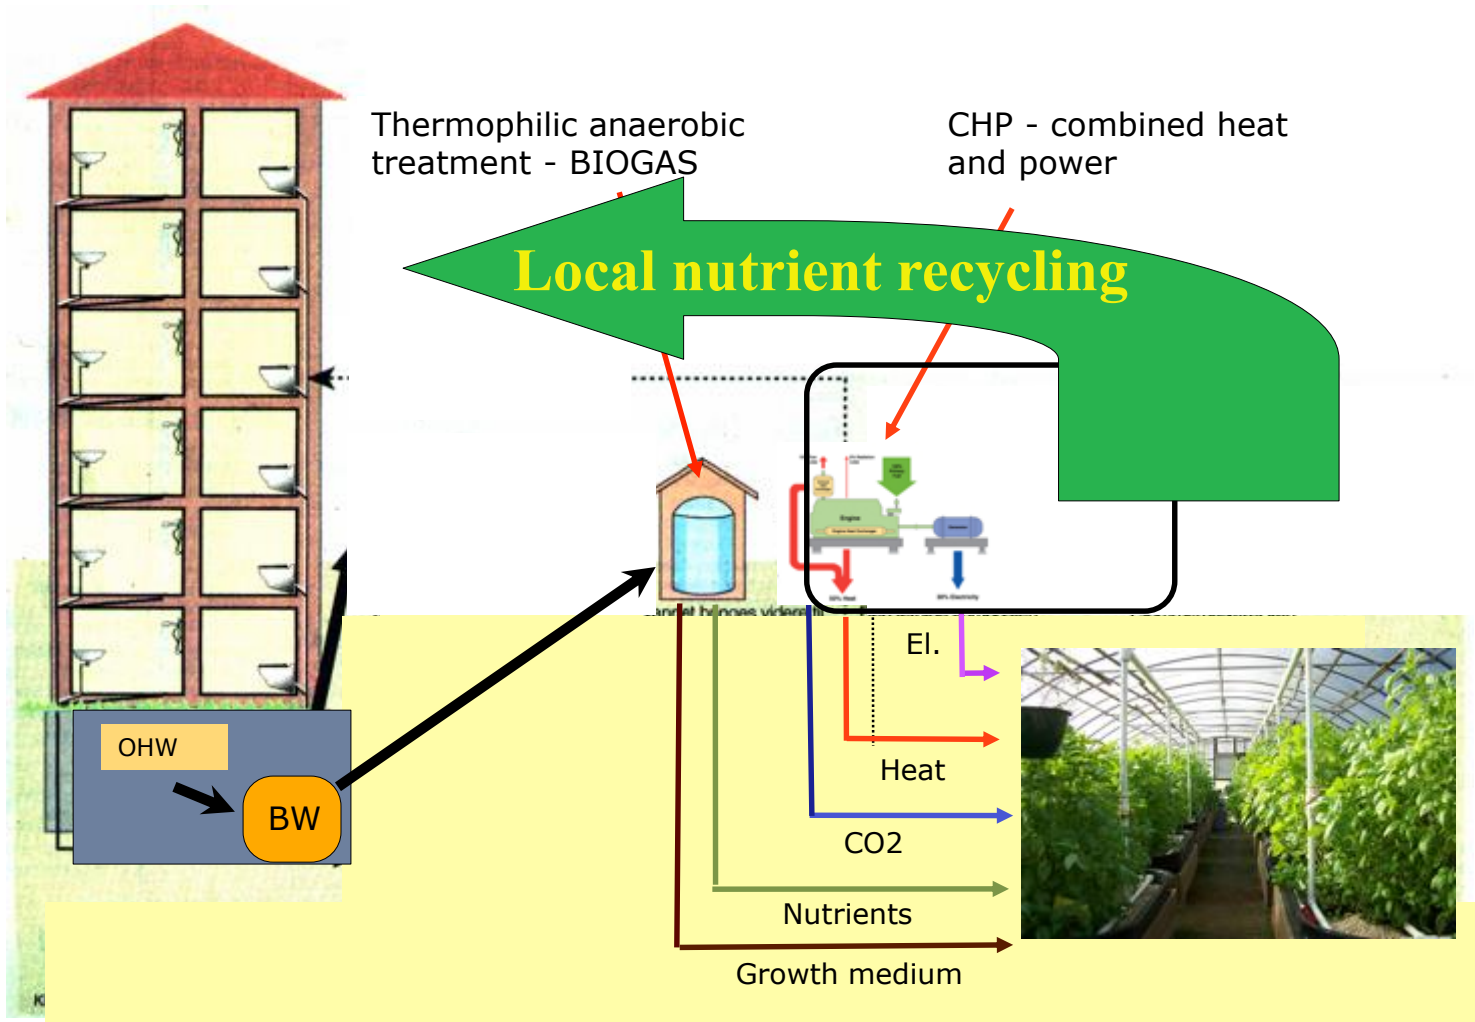 Thermophilic anaerobic
treatment - BIOGAS
CHP - combined heat
and power
Local nutrient recycling
Engine
El.
OHW
Heat
BW
CO2
Nutrients
Growth medium